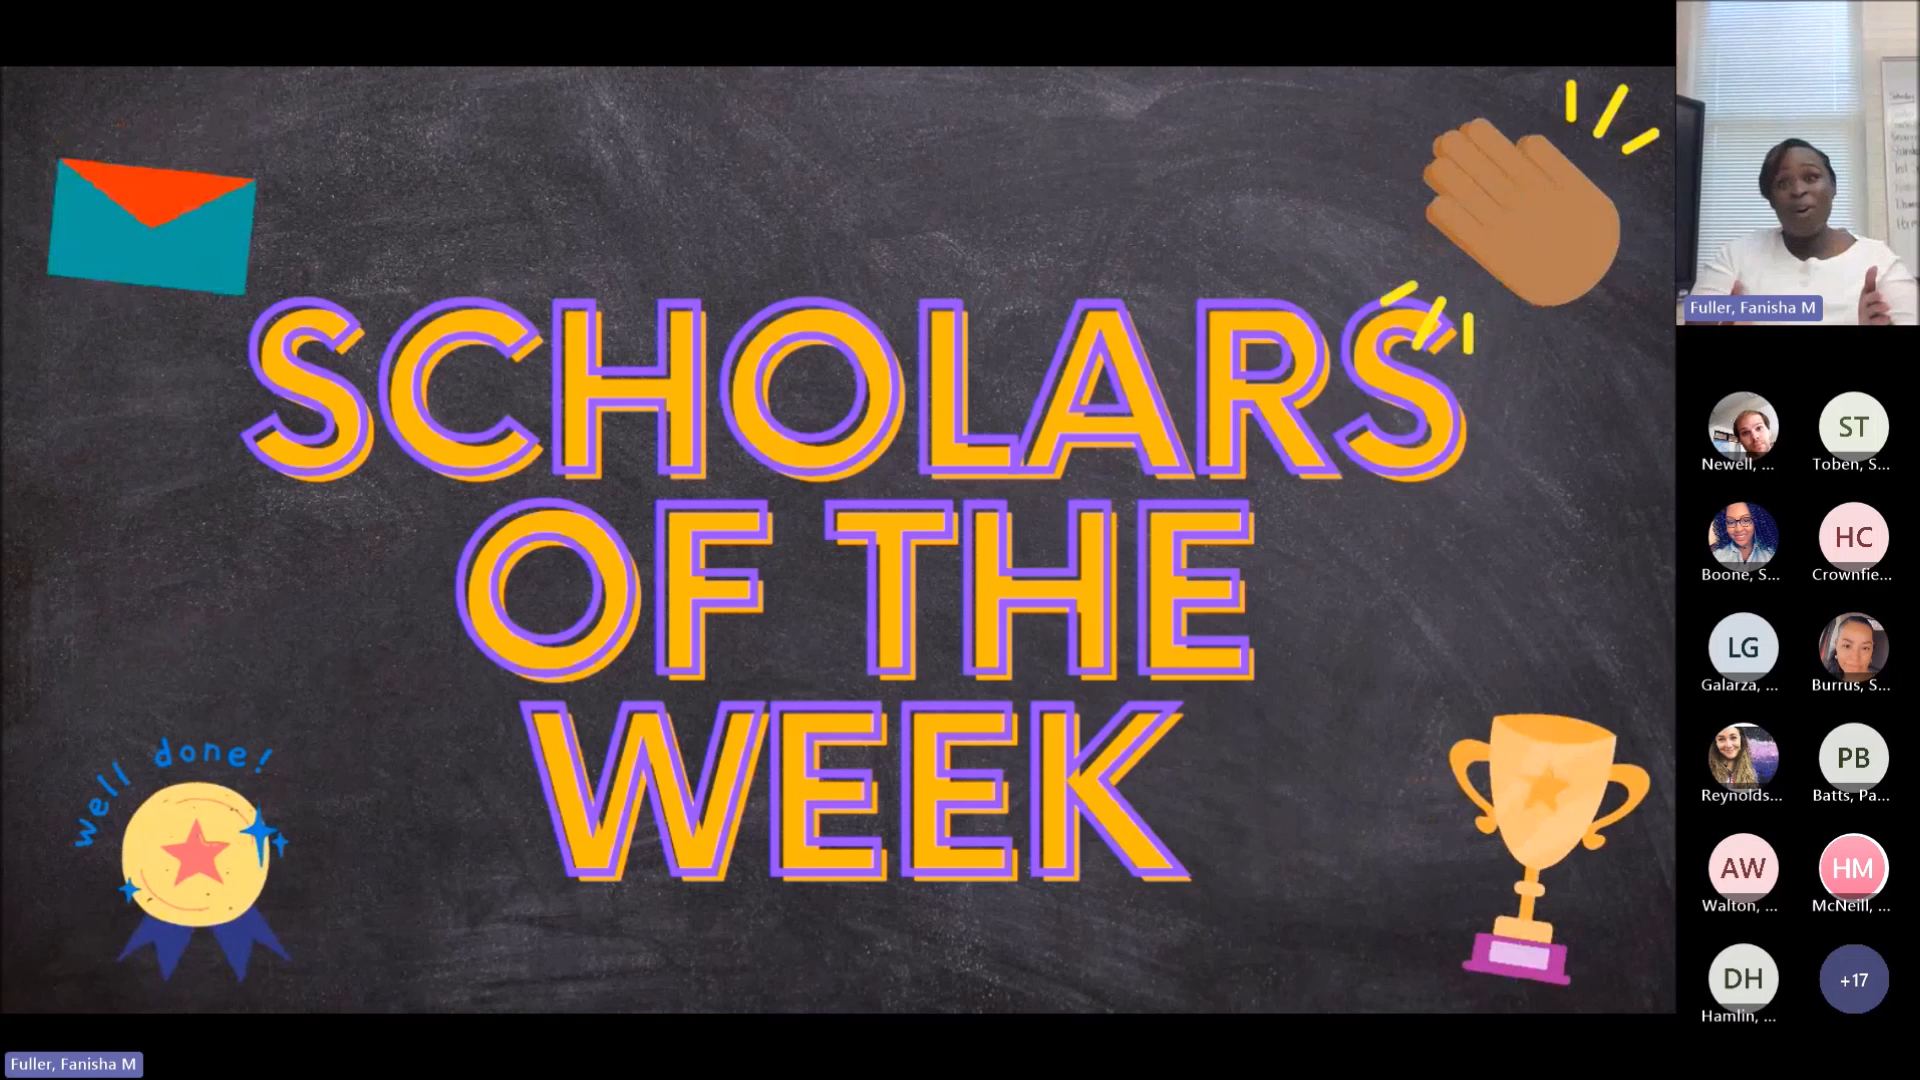 SCHOLARS
OF THE
WEEK
well done!
Fuller, Fanisha M
Newell, ...
ST
Toben, S...
Boone, S...
HC
Crownfie...
LG
Galarza, ...
Burrus, S...
Reynolds...
PB
Batts, Pa...
AW
Walton, ...
HM
McNeill, ...
DH
Hamlin, ...
+17
Fuller, Fanisha M